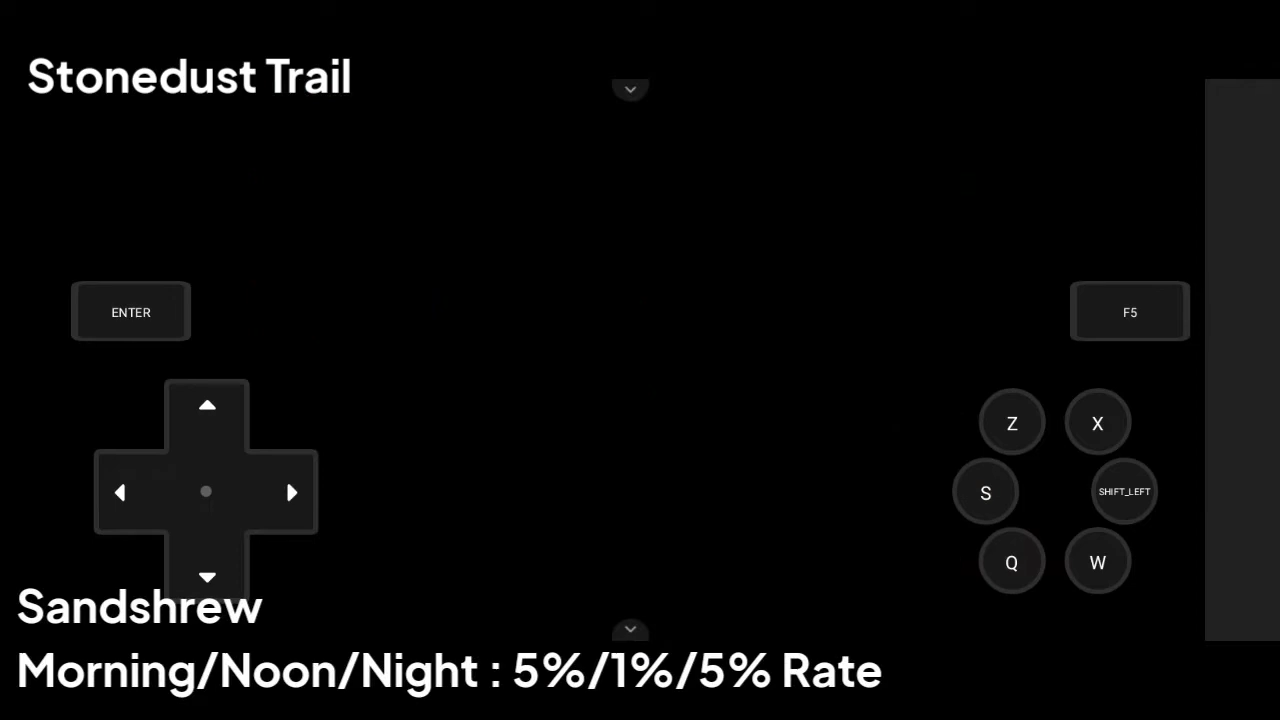 Stonedust Trail
ENTER
F5
Z
X
S
SHIFT_LEFT
Q
W
Sandshrew
Morning/Noon/Night : 5%/1%/5% Rate